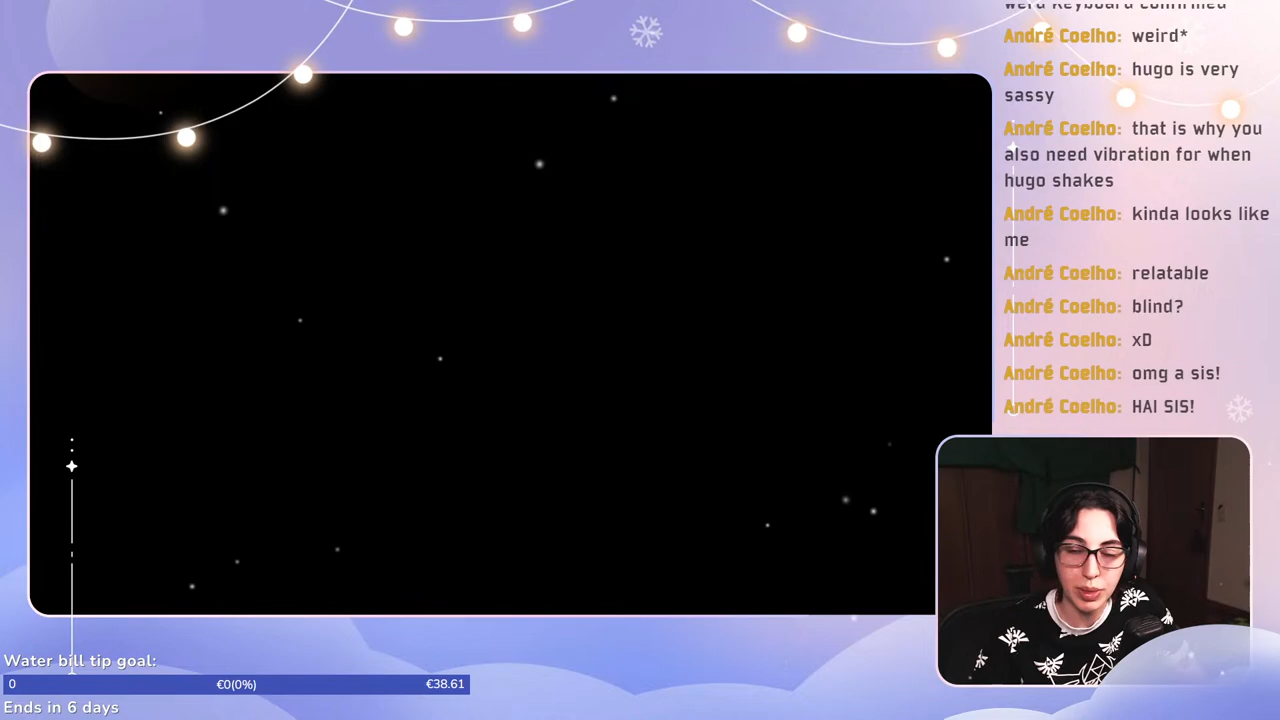 werd keyboard confirmed
André Coelho: weird*
André Coelho: hugo is very
sassy
André Coelho: that is why you
also need vibration for when
hugo shakes
André Coelho: kinda looks like
me
André Coelho: relatable
André Coelho: blind?
André Coelho: xD
André Coelho: omg a sis!
André Coelho: HAI SIS!
Water bill tip goal:
0 €0(0%) €38.61
Ends in 6 days